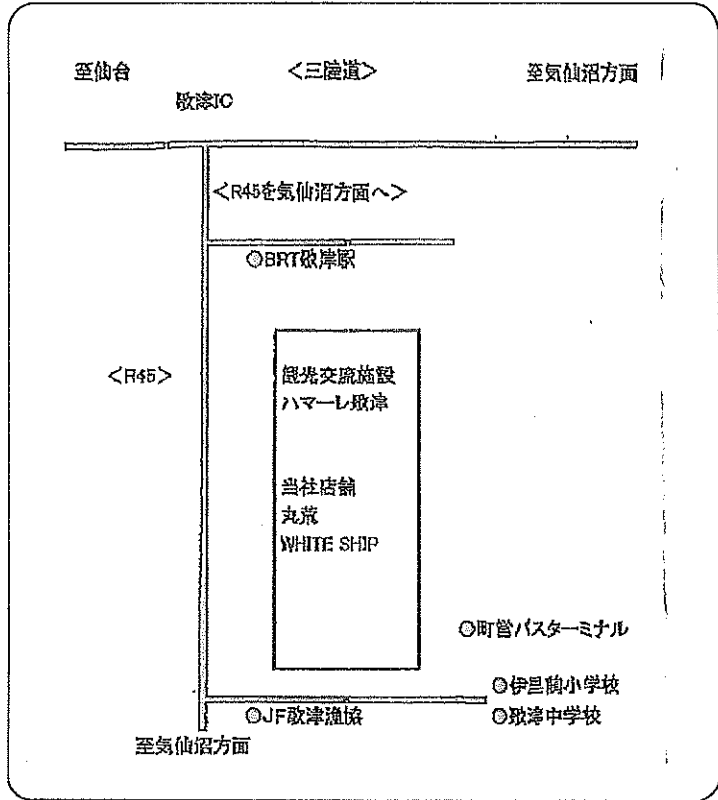 至仙台 <三陸道> 至気仙沼方面
歌津IC
<R45を気仙沼方面へ>
◎BRT歌津駅
<R45>
観光交流施設
ハマーレ歌津
当社店舗
丸荒
WHITE SHIP
◎町営バスターミナル
◎伊里前小学校
◎JF歌津漁協 ◎歌津中学校
至気仙沼方面